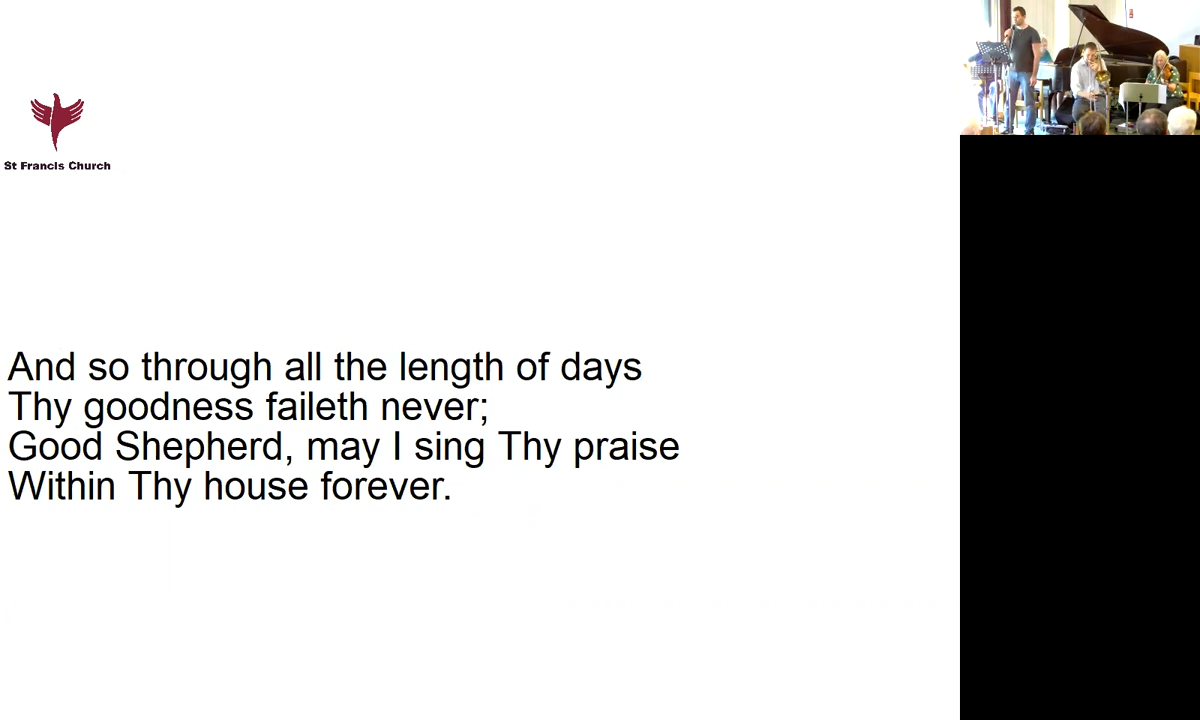 St Francis Church
And so through all the length of days
Thy goodness faileth never;
Good Shepherd, may I sing Thy praise
Within Thy house forever.